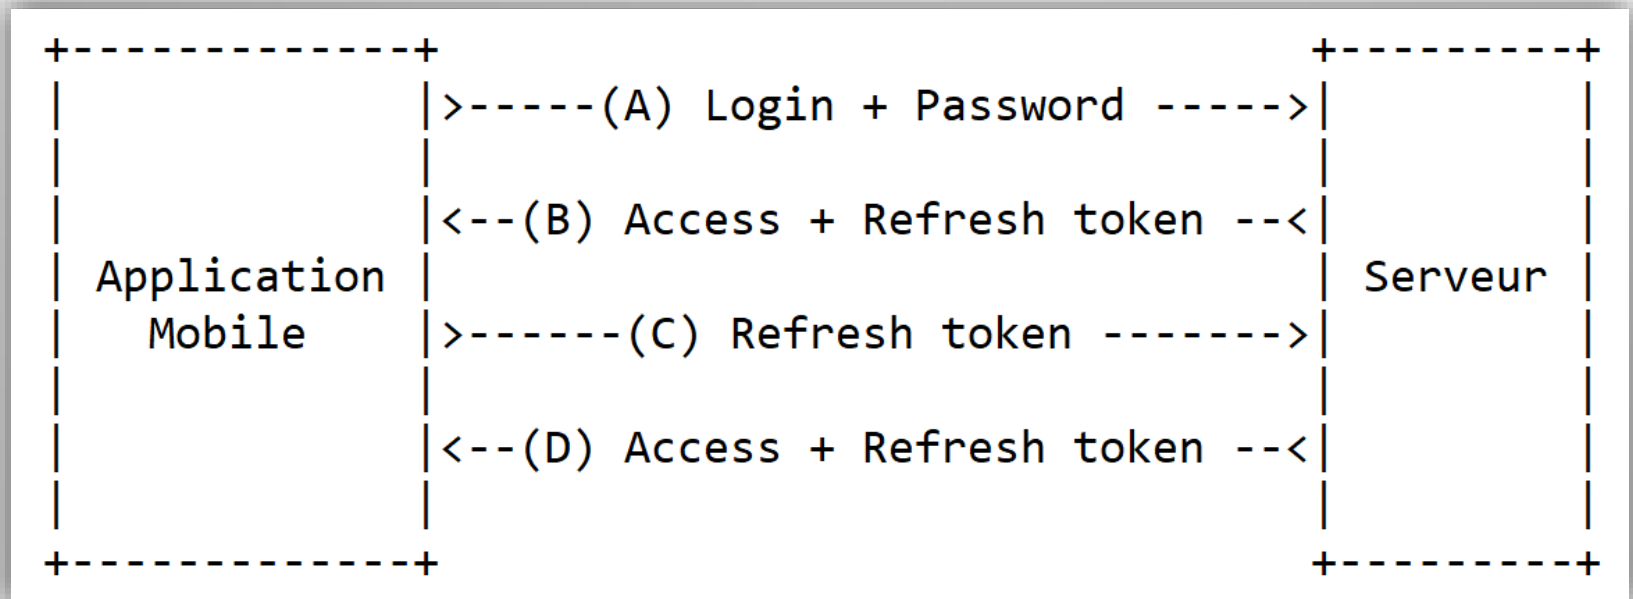 +-------------+                                 +---------+
|             |>-----(A) Login + Password ----->|         |
|             |                                 |         |
|             |<--(B) Access + Refresh token --<|         |
| Application |                                 | Serveur |
|   Mobile    |>------(C) Refresh token ------->|         |
|             |                                 |         |
|             |<--(D) Access + Refresh token --<|         |
|             |                                 |         |
+-------------+                                 +---------+